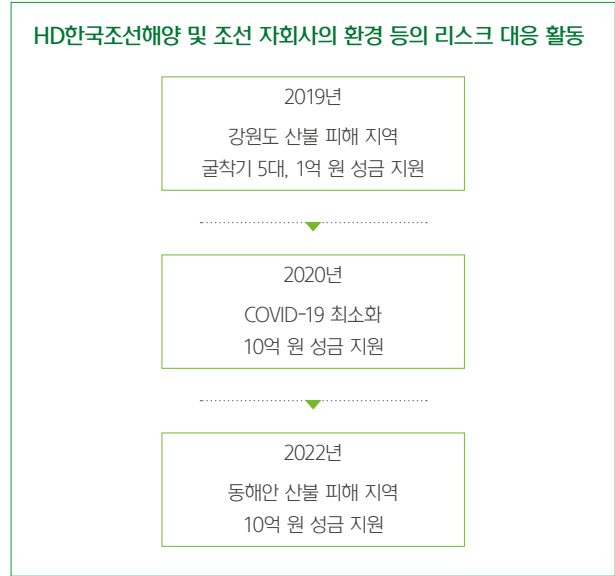 HD한국조선해양 및 조선 자회사의 환경 등의 리스크 대응 활동
2019년
강원도 산불 피해 지역
굴착기 5대, 1억 원 성금 지원
2020년
COVID-19 최소화
10억 원 성금 지원
2022년
동해안 산불 피해 지역
10억 원 성금 지원